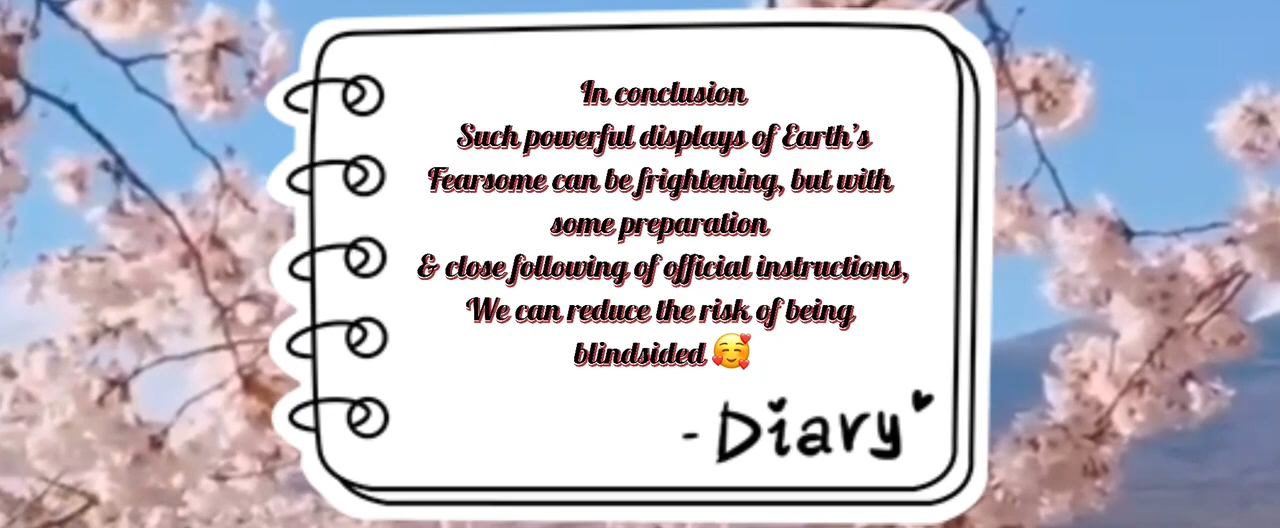 In conclusion
Such powerful displays of Earth's
Fearsome can be frightening, but with
some preparation
& close following of official instructions,
We can reduce the risk of being
blindsided 🥰
- Diary